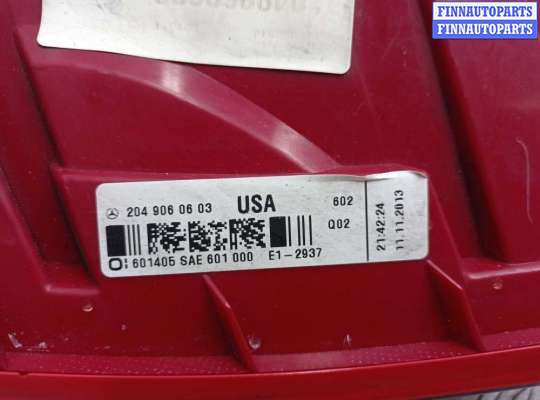 FINNAUTOPARTS
FINNAUTOPARTS
FINNAUTOPARTS
204 906 06 03 USA 602
Q02
601405 SAE 601 000 E1-2937
21:42:24
11.11.2013